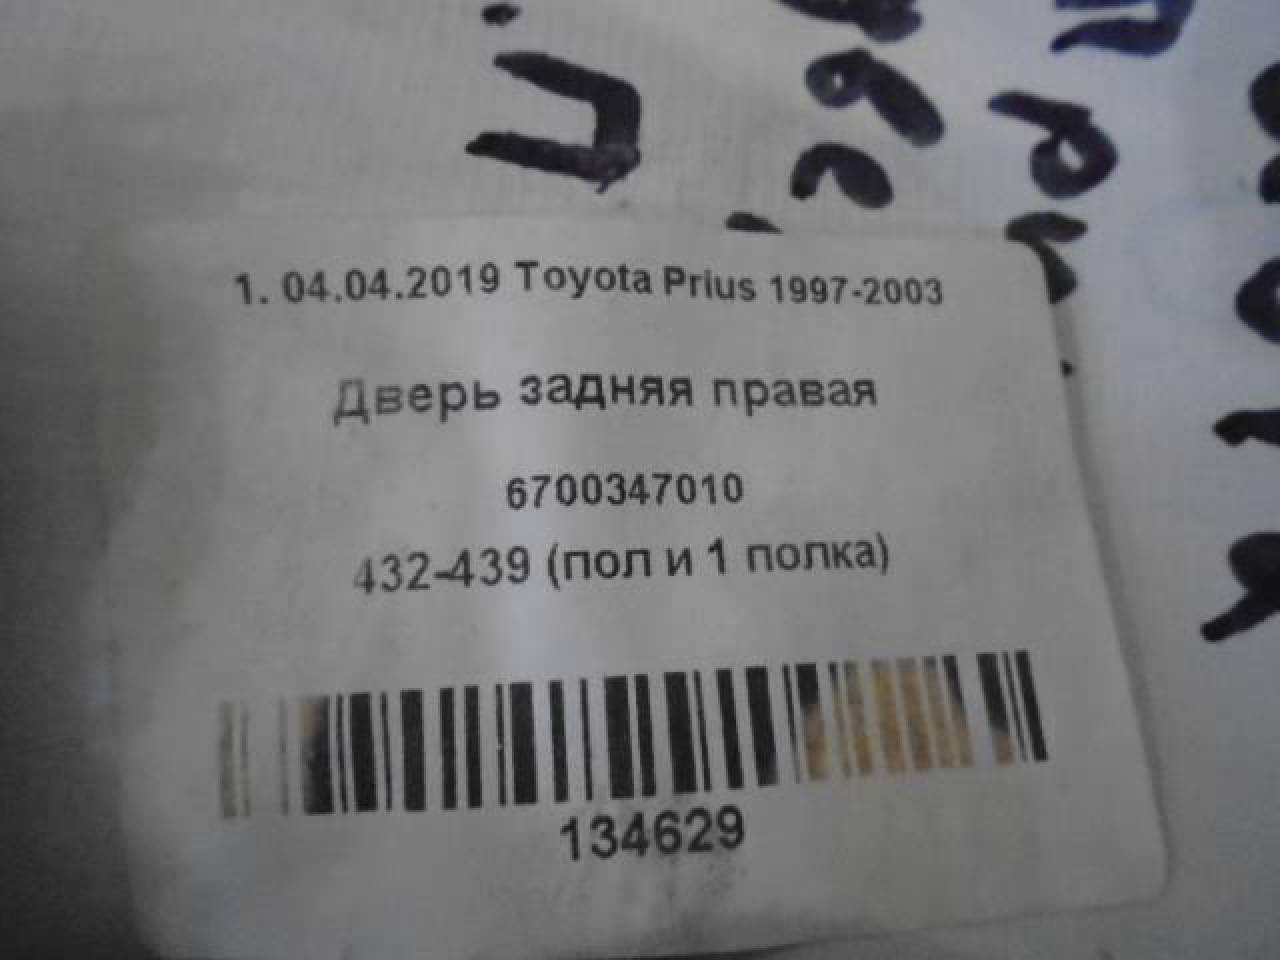 1. 04.04.2019 Toyota Prius 1997-2003
Дверь задняя правая
6700347010
432-439 (пол и 1 полка)
134629